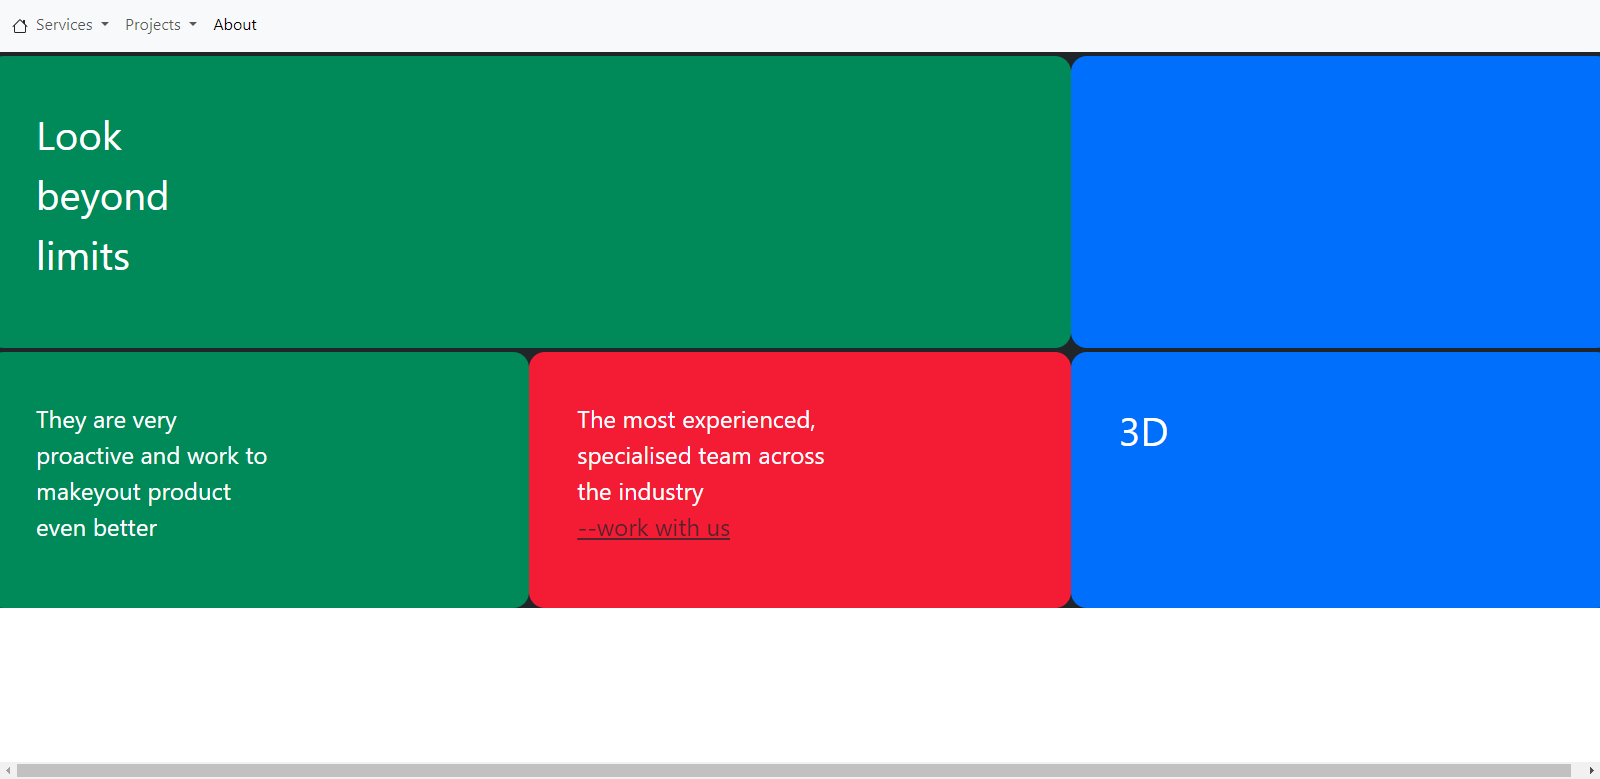 Services Projects About
Look
beyond
limits
They are very
proactive and work to
makeyout product
even better
The most experienced,
specialised team across
the industry
--work with us
3D